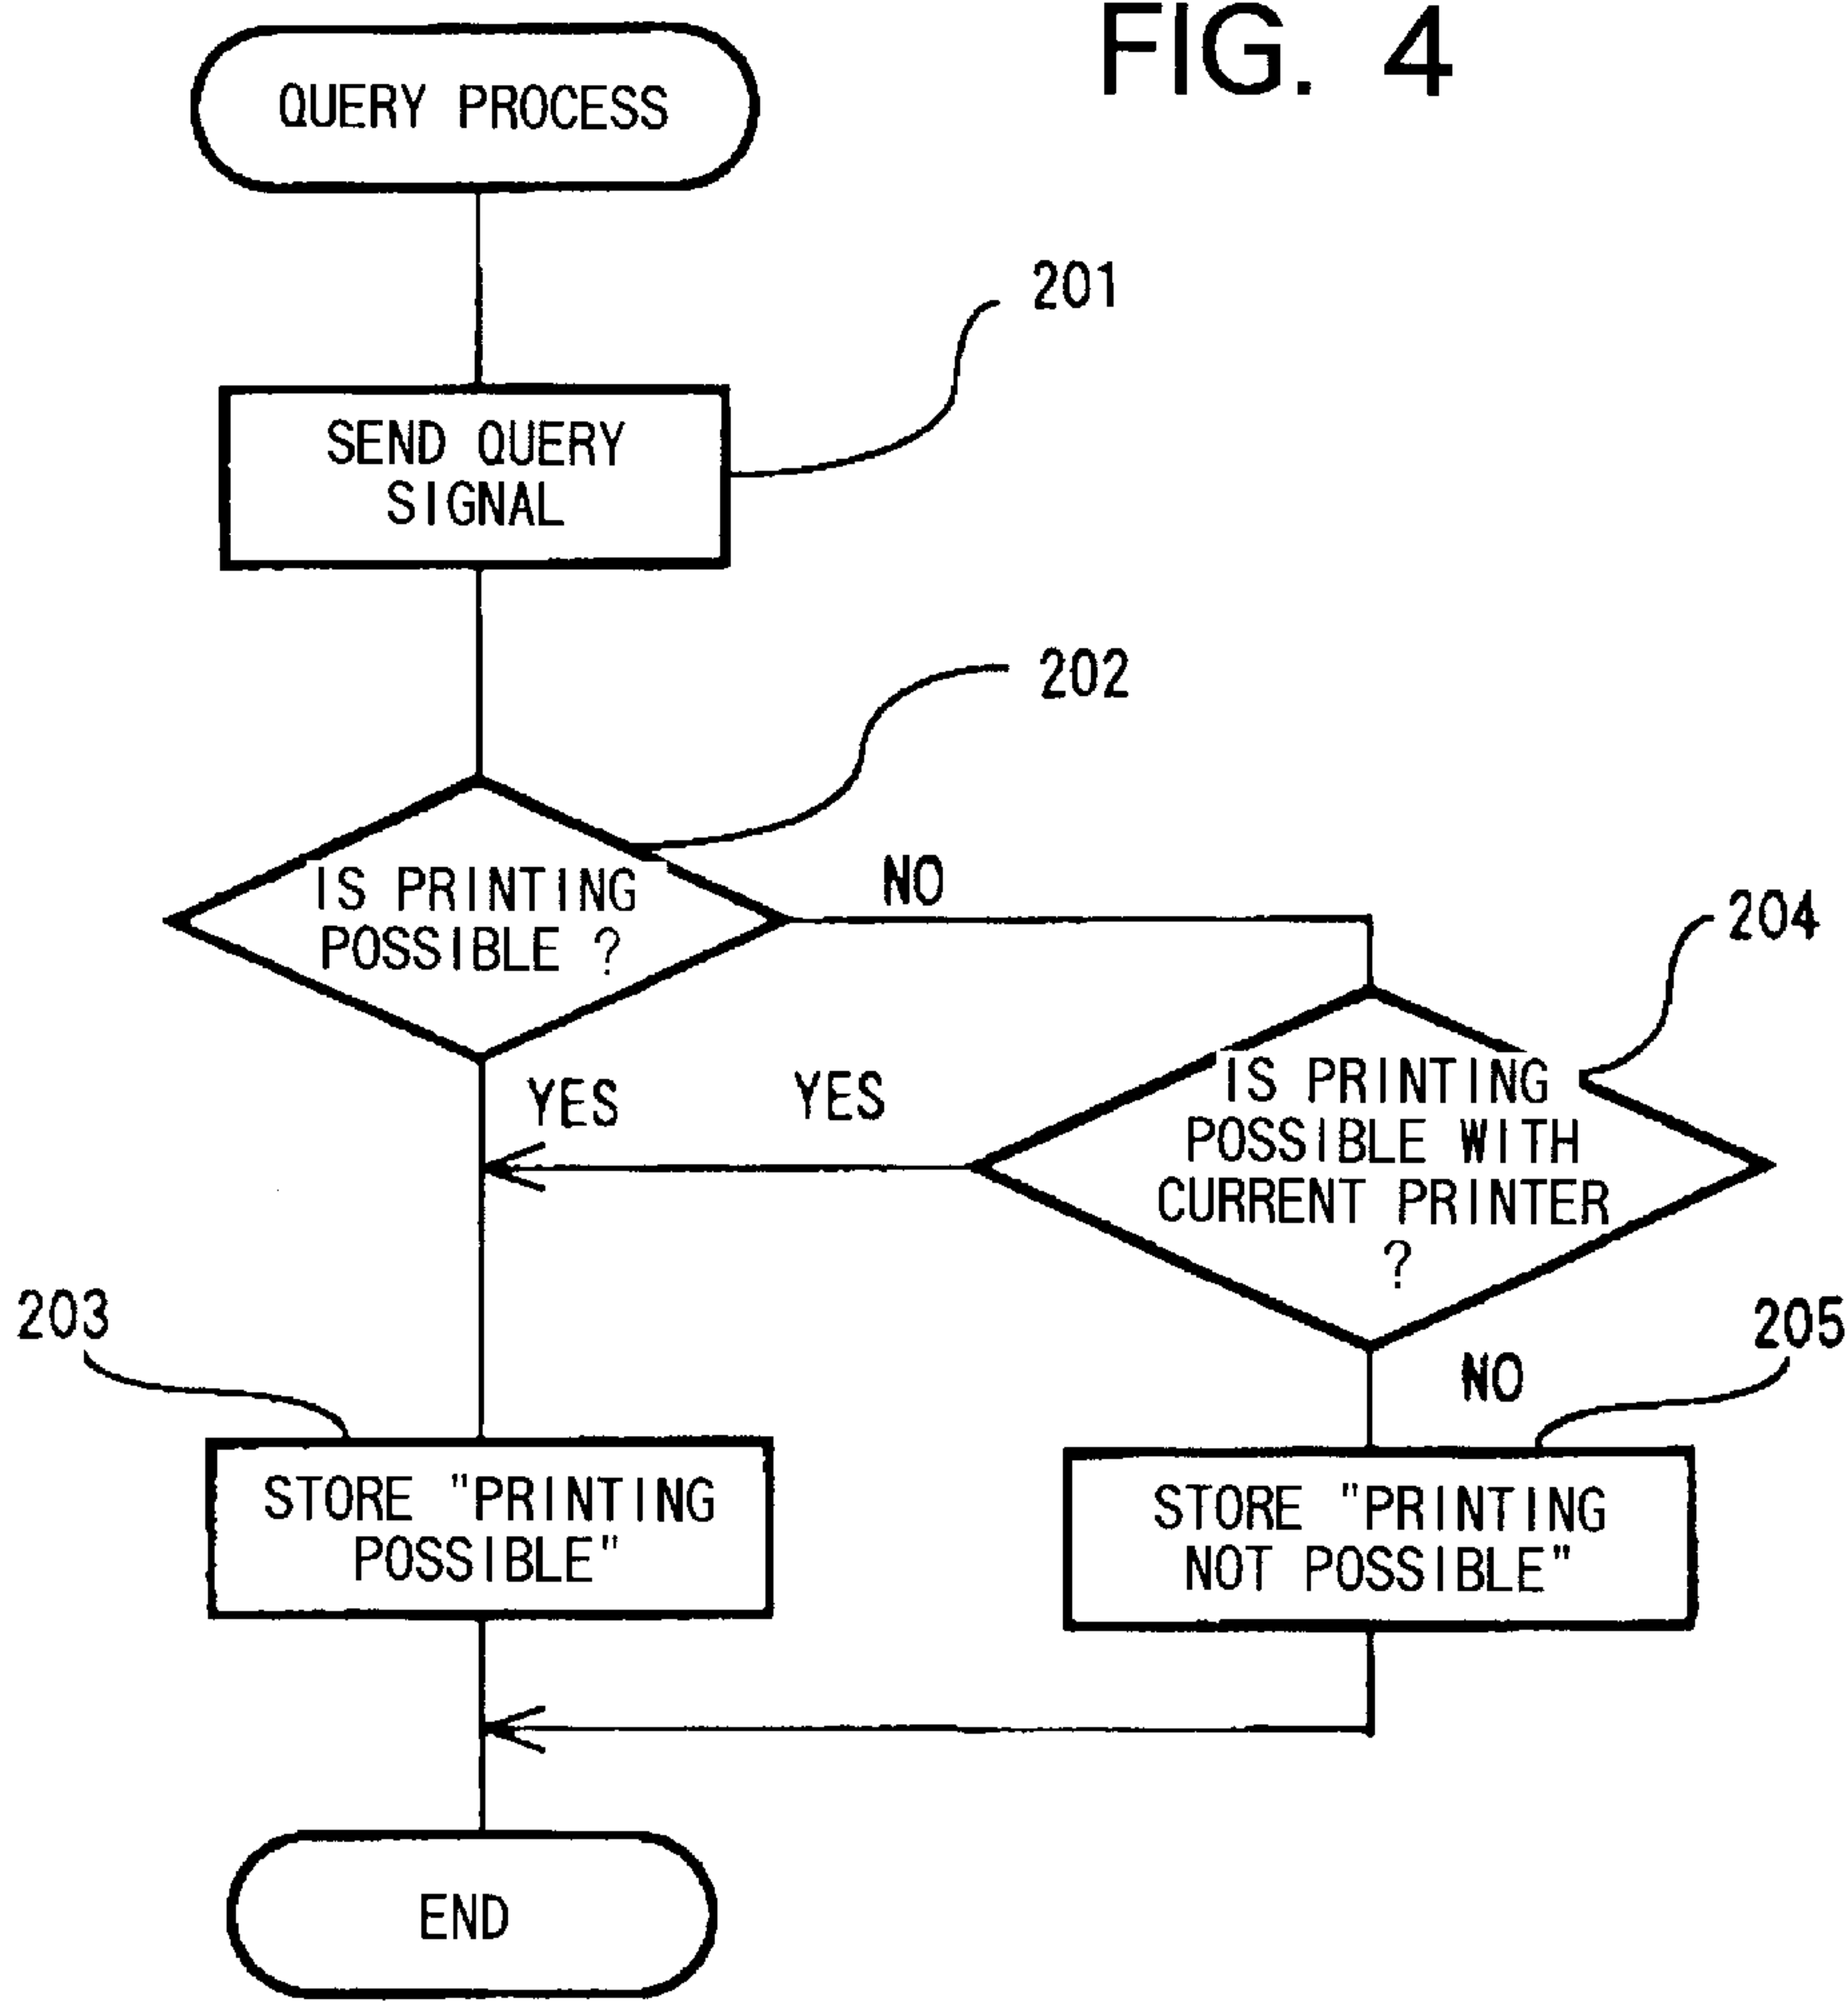 FIG. 4
QUERY PROCESS
201
SEND QUERY
SIGNAL
202
IS PRINTING
POSSIBLE ?
NO
204
YES
YES
IS PRINTING
POSSIBLE WITH
CURRENT PRINTER
?
203
205
NO
STORE "PRINTING
POSSIBLE"
STORE "PRINTING
NOT POSSIBLE"
END